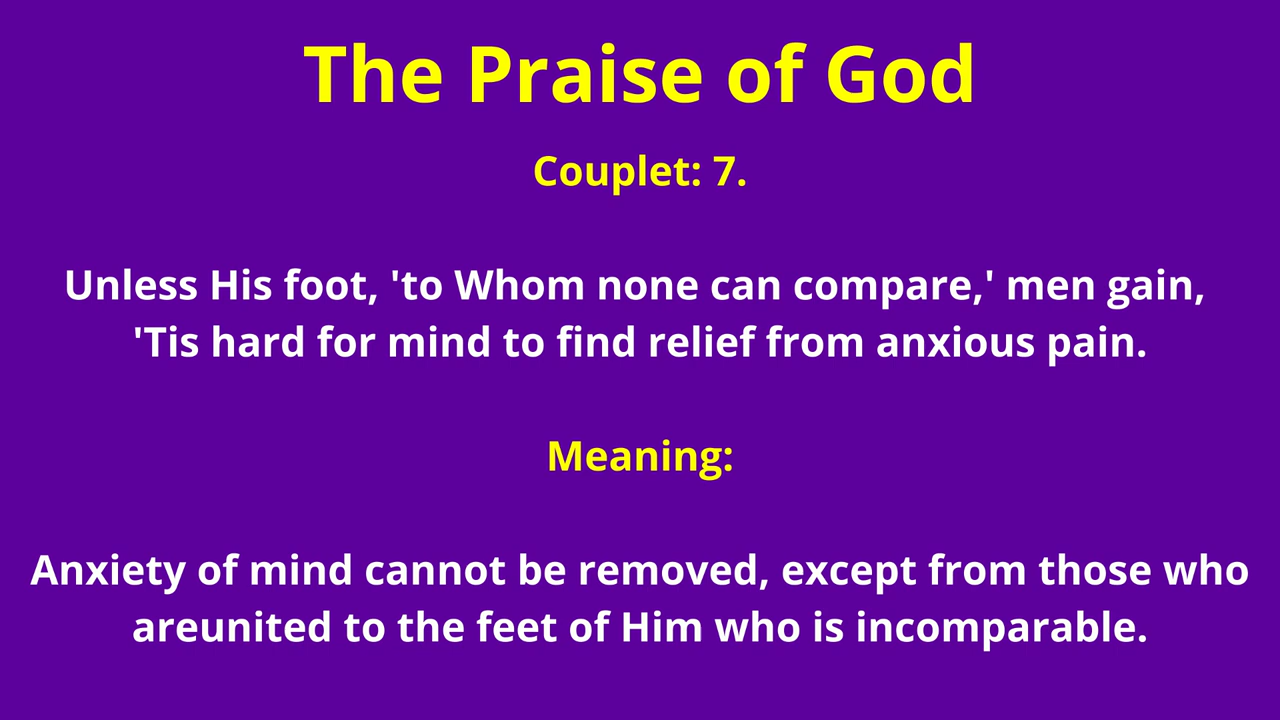 The Praise of God
Couplet: 7.
Unless His foot, 'to Whom none can compare,' men gain,
'Tis hard for mind to find relief from anxious pain.
Meaning:
Anxiety of mind cannot be removed, except from those who
areunited to the feet of Him who is incomparable.